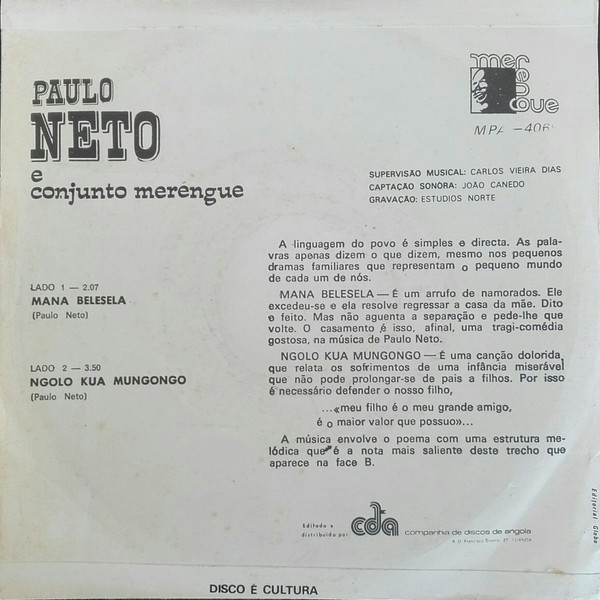 PAULO
NETO
e
conjunto merengue
merengue
MPA-406
SUPERVISÃO MUSICAL: CARLOS VIEIRA DIAS
CAPTAÇÃO SONORA: JOÃO CANEDO
GRAVAÇÃO: ESTUDIOS NORTE
LADO 1 — 2.07
MANA BELESELA
(Paulo Neto)
LADO 2 — 3.50
NGOLO KUA MUNGONGO
(Paulo Neto)
A linguagem do povo é simples e directa. As pala-
vras apenas dizem o que dizem, mesmo nos pequenos
dramas familiares que representam o pequeno mundo
de cada um de nós.
MANA BELESELA — É um arrufo de namorados. Ele
excedeu-se e ela resolve regressar a casa da mãe. Dito
e feito. Mas não aguenta a separação e pede-lhe que
volte. O casamento é isso, afinal, uma tragi-comédia
gostosa, na música de Paulo Neto.
NGOLO KUA MUNGONGO — É uma canção dolorida,
que relata os sofrimentos de uma infância miserável
que não pode prolongar-se de pais a filhos. Por isso
é necessário defender o nosso filho,
...«meu filho é o meu grande amigo,
é o maior valor que possuo»...
A música envolve o poema com uma estrutura me-
lódica que é a nota mais saliente deste trecho que
aparece na face B.
Editado e
distribuido por
cda
companhia de discos de angola
Editorial Globo
DISCO É CULTURA